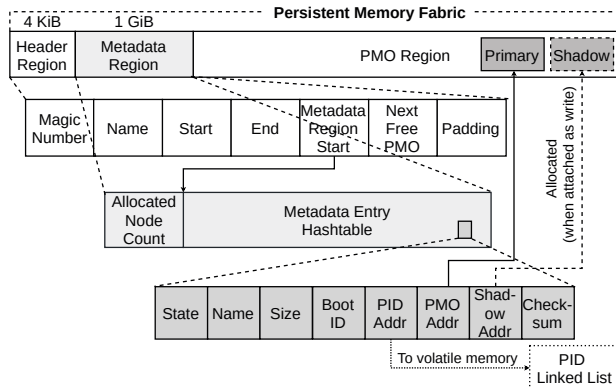 Persistent Memory Fabric
4 KiB
1 GiB
Header
Region
Metadata
Region
PMO Region
Primary
Shadow
Magic
Number
Name
Start
End
Metadata
Region
Start
Next
Free
PMO
Padding
Allocated
(when attached as write)
Allocated
Node
Count
Metadata Entry
Hashtable
State
Name
Size
Boot
ID
PID
Addr
PMO
Addr
Shad-
ow
Addr
Check-
sum
To volatile memory
PID
Linked List